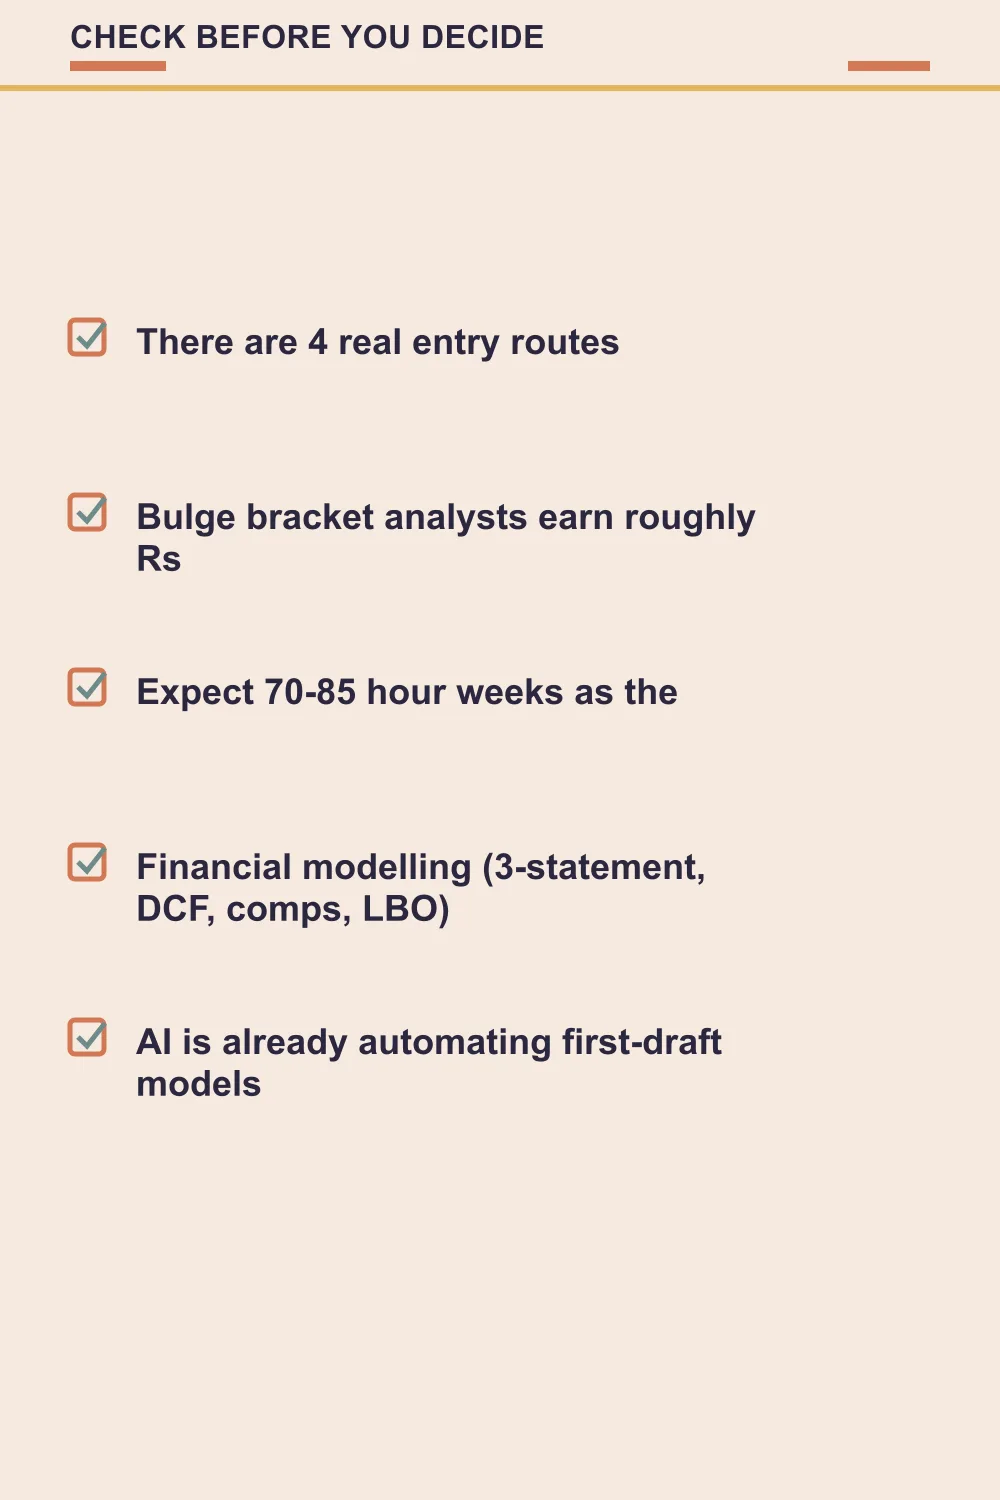 CHECK BEFORE YOU DECIDE
There are 4 real entry routes
Bulge bracket analysts earn roughly
Rs
Expect 70-85 hour weeks as the
Financial modelling (3-statement,
DCF, comps, LBO)
AI is already automating first-draft
models